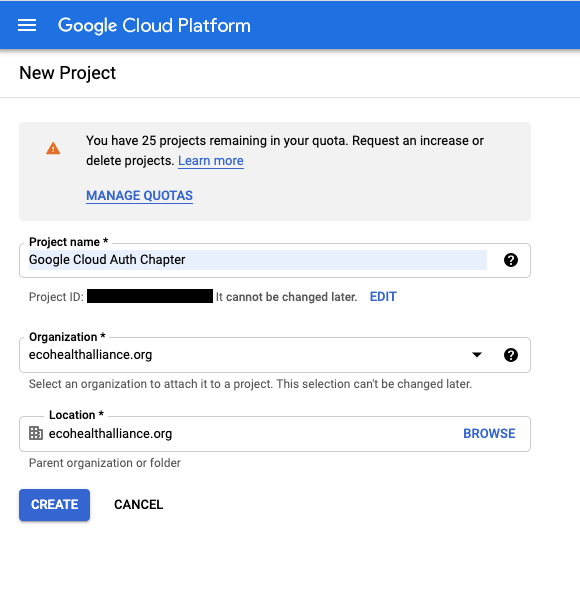 Google Cloud Platform
New Project
You have 25 projects remaining in your quota. Request an increase or
delete projects. Learn more
MANAGE QUOTAS
Project name *
Google Cloud Auth Chapter
Project ID: It cannot be changed later. EDIT
Organization *
ecohealthalliance.org
Select an organization to attach it to a project. This selection can't be changed later.
Location *
ecohealthalliance.org BROWSE
Parent organization or folder
CREATE CANCEL